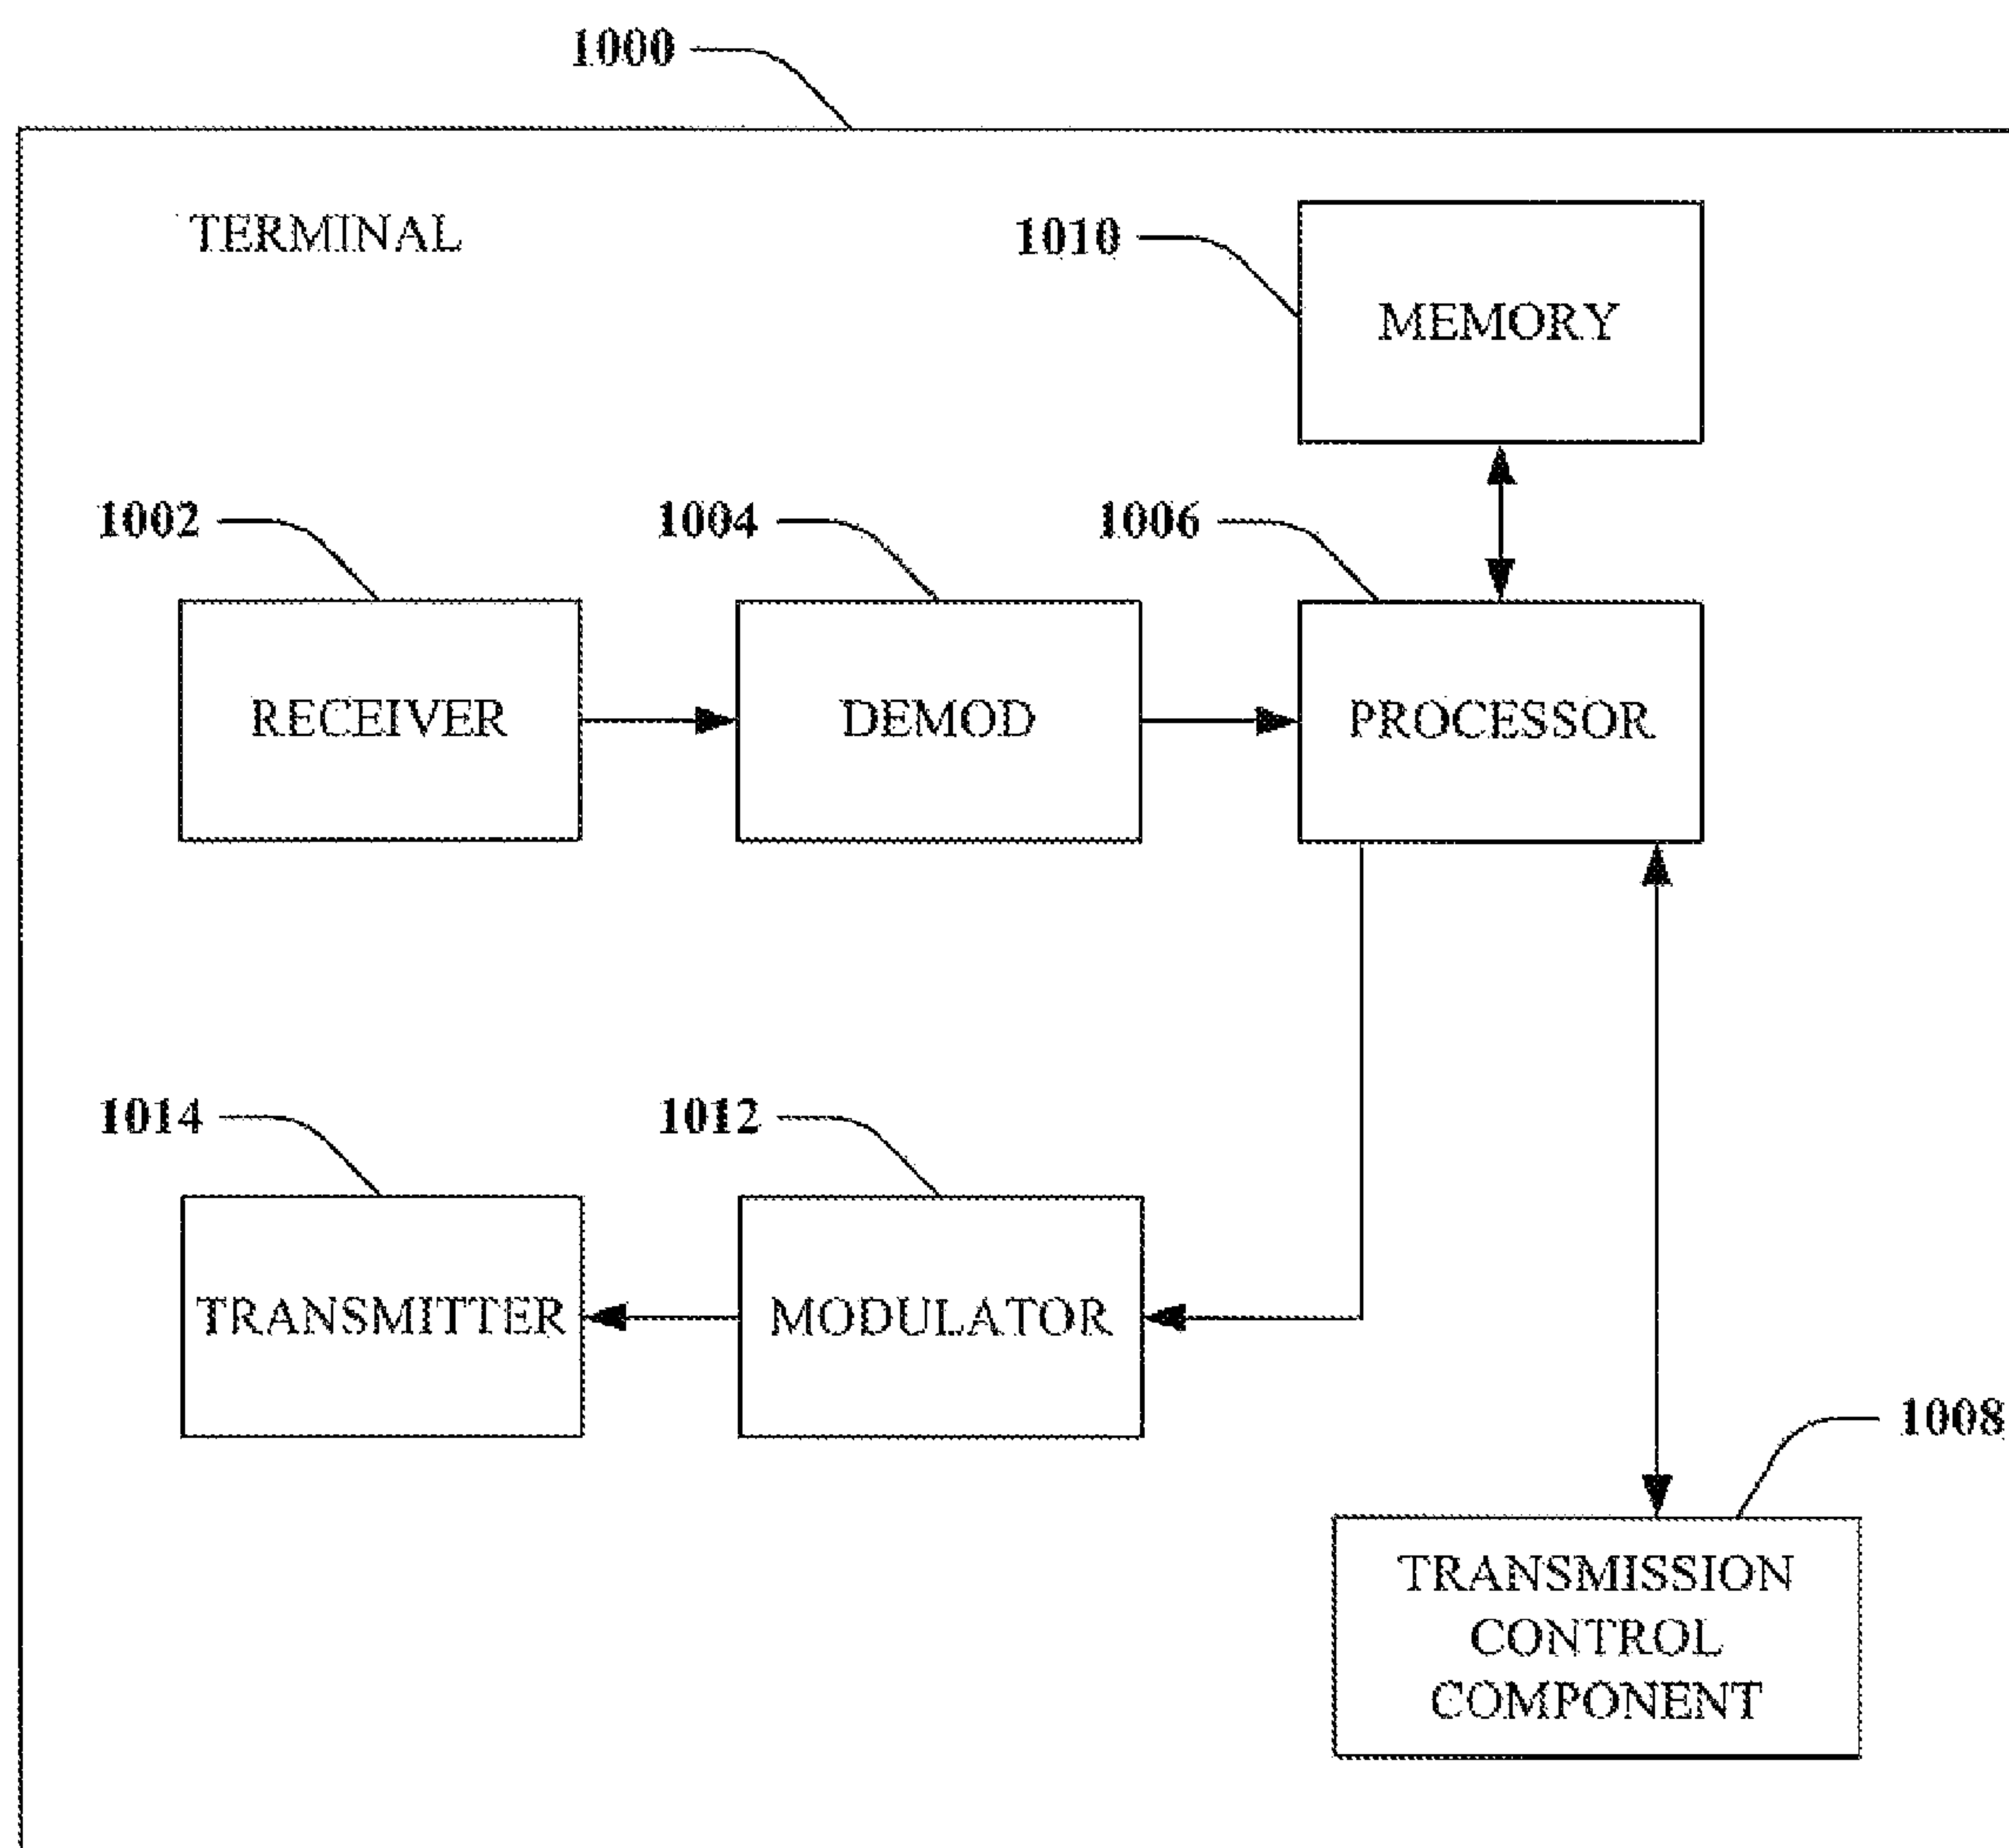 1000
TERMINAL
1010
MEMORY
1002
1004
1006
RECEIVER
DEMOD
PROCESSOR
1014
1012
TRANSMITTER
MODULATOR
1008
TRANSMISSION
CONTROL
COMPONENT